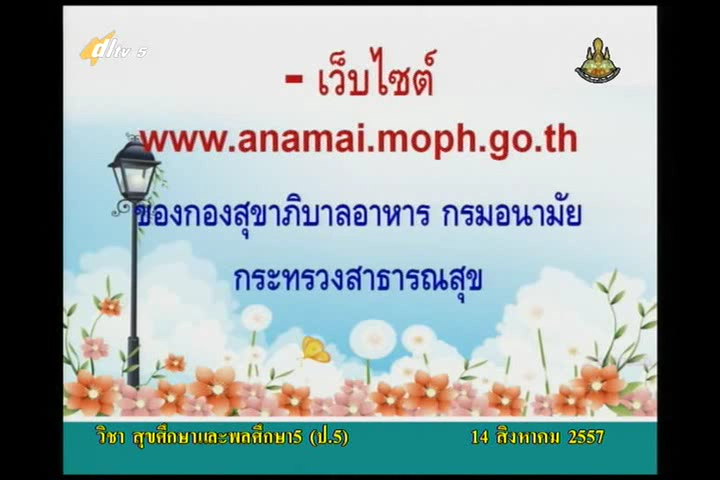 dltv 5
- เว็บไซต์
www.anamai.moph.go.th
ของกองสุขาภิบาลอาหาร กรมอนามัย
กระทรวงสาธารณสุข
วิชา สุขศึกษาและพลศึกษา5 (ป.5) 14 สิงหาคม 2557